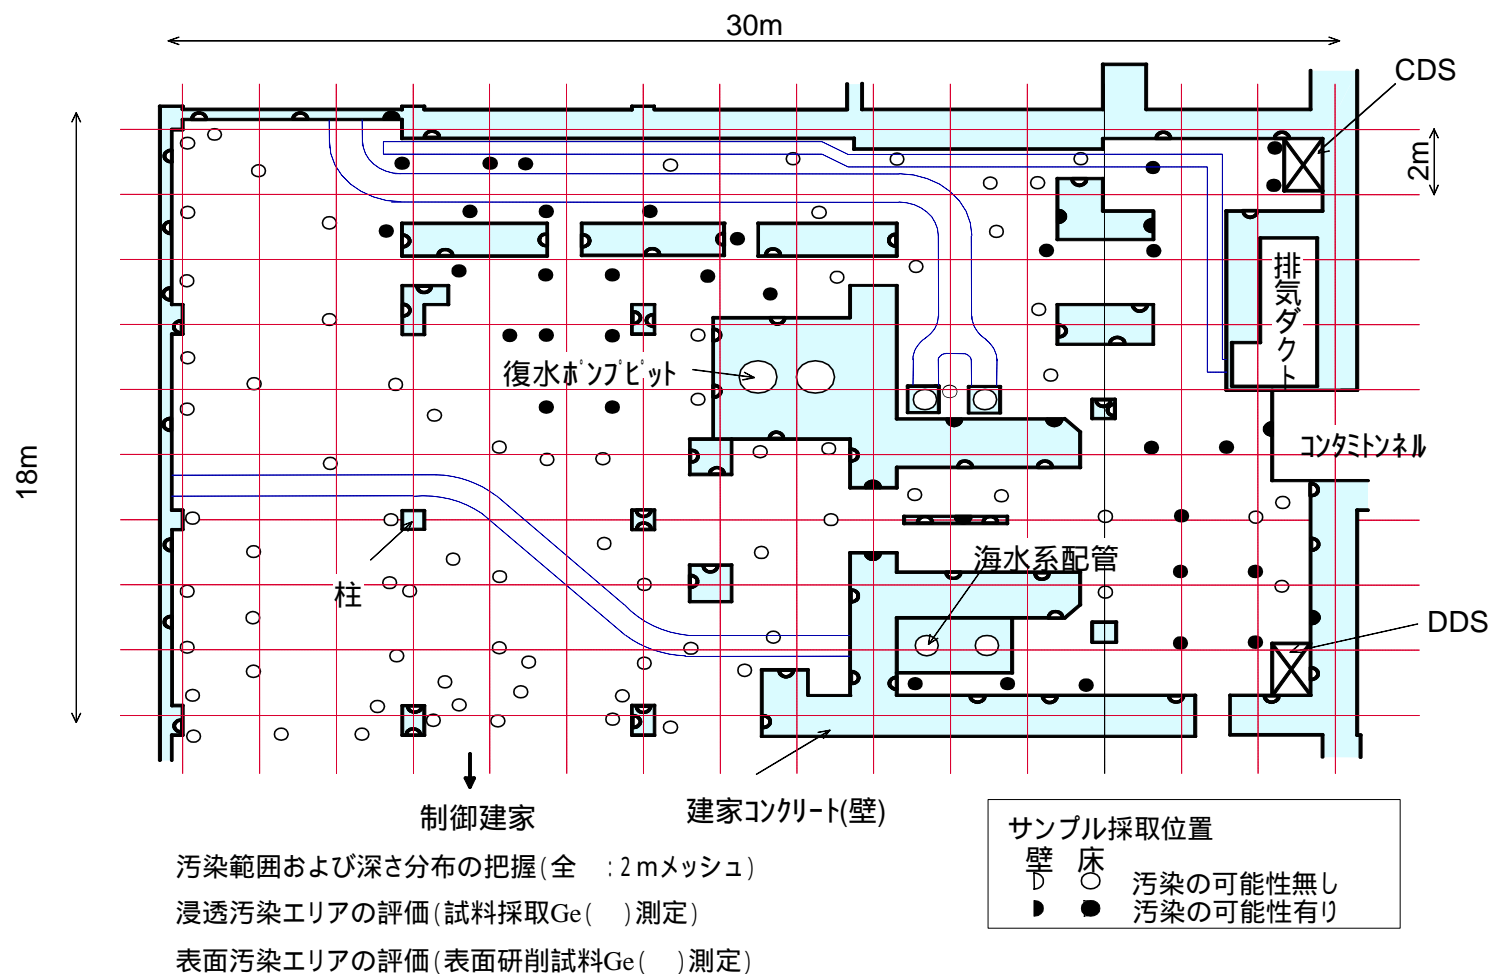 30m
CDS
2m
排気ダクト
復水ポンプピット
コンタミトンネル
18m
海水系配管
柱
DDS
制御建家
建家コンクリート(壁)
サンプル採取位置
壁 床
汚染の可能性無し
汚染の可能性有り
汚染範囲および深さ分布の把握(全　:2mメッシュ)
浸透汚染エリアの評価(試料採取Ge(　)測定)
表面汚染エリアの評価(表面研削試料Ge(　)測定)